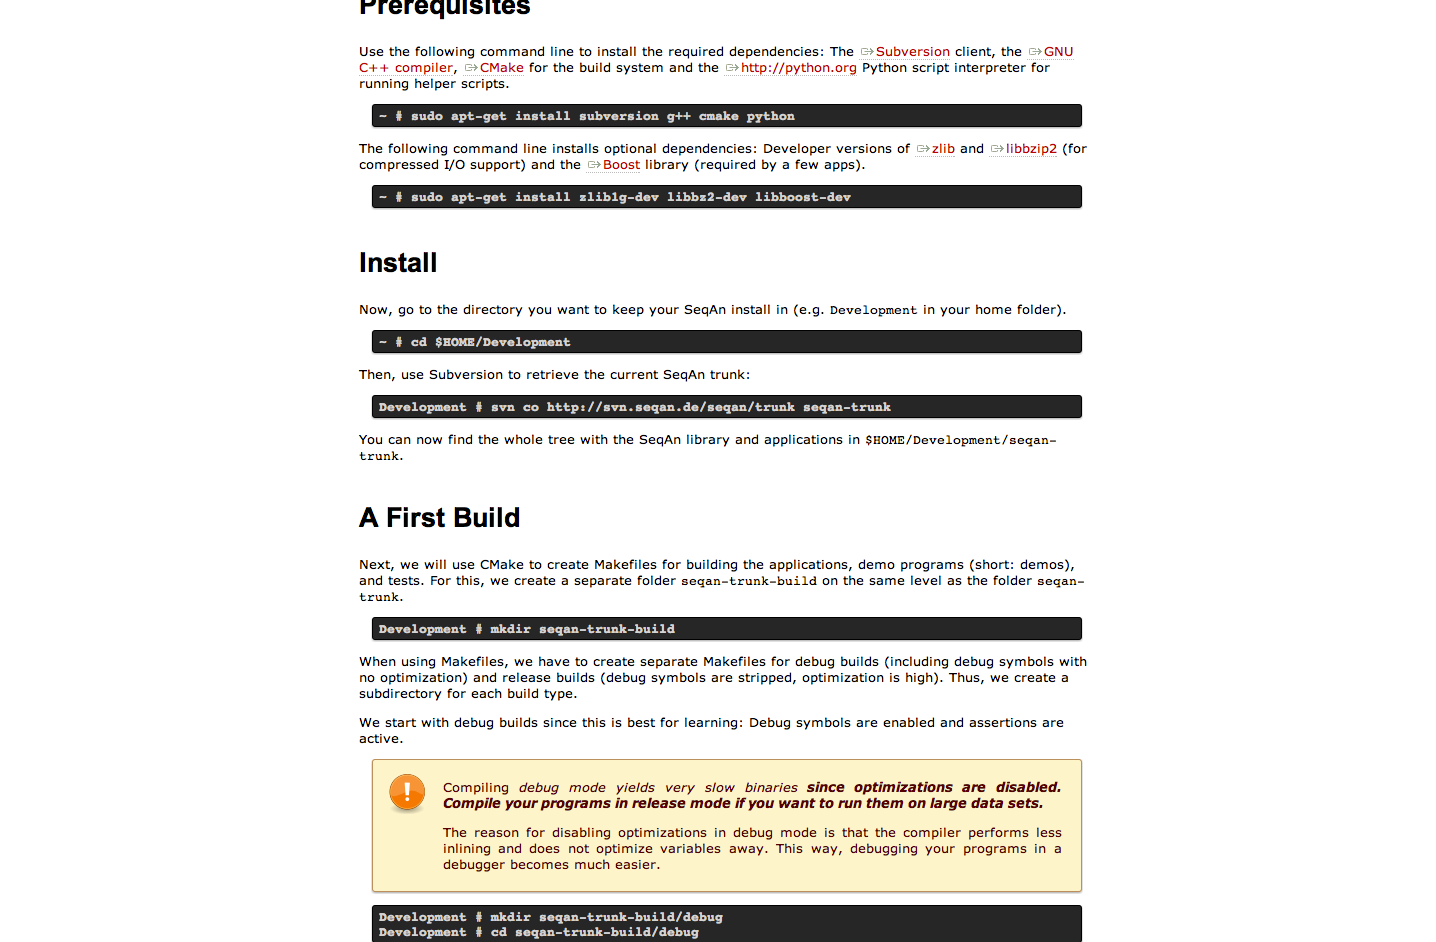 Prerequisites
Use the following command line to install the required dependencies: The Subversion client, the GNU
C++ compiler, CMake for the build system and the http://python.org Python script interpreter for
running helper scripts.
~ # sudo apt-get install subversion g++ cmake python
The following command line installs optional dependencies: Developer versions of zlib and libbzip2 (for
compressed I/O support) and the Boost library (required by a few apps).
~ # sudo apt-get install zlib1g-dev libbz2-dev libboost-dev
Install
Now, go to the directory you want to keep your SeqAn install in (e.g. Development in your home folder).
~ # cd $HOME/Development
Then, use Subversion to retrieve the current SeqAn trunk:
Development # svn co http://svn.seqan.de/seqan/trunk seqan-trunk
You can now find the whole tree with the SeqAn library and applications in $HOME/Development/seqan-
trunk.
A First Build
Next, we will use CMake to create Makefiles for building the applications, demo programs (short: demos),
and tests. For this, we create a separate folder seqan-trunk-build on the same level as the folder seqan-
trunk.
Development # mkdir seqan-trunk-build
When using Makefiles, we have to create separate Makefiles for debug builds (including debug symbols with
no optimization) and release builds (debug symbols are stripped, optimization is high). Thus, we create a
subdirectory for each build type.
We start with debug builds since this is best for learning: Debug symbols are enabled and assertions are
active.
Compiling debug mode yields very slow binaries since optimizations are disabled.
Compile your programs in release mode if you want to run them on large data sets.
The reason for disabling optimizations in debug mode is that the compiler performs less
inlining and does not optimize variables away. This way, debugging your programs in a
debugger becomes much easier.
Development # mkdir seqan-trunk-build/debug
Development # cd seqan-trunk-build/debug